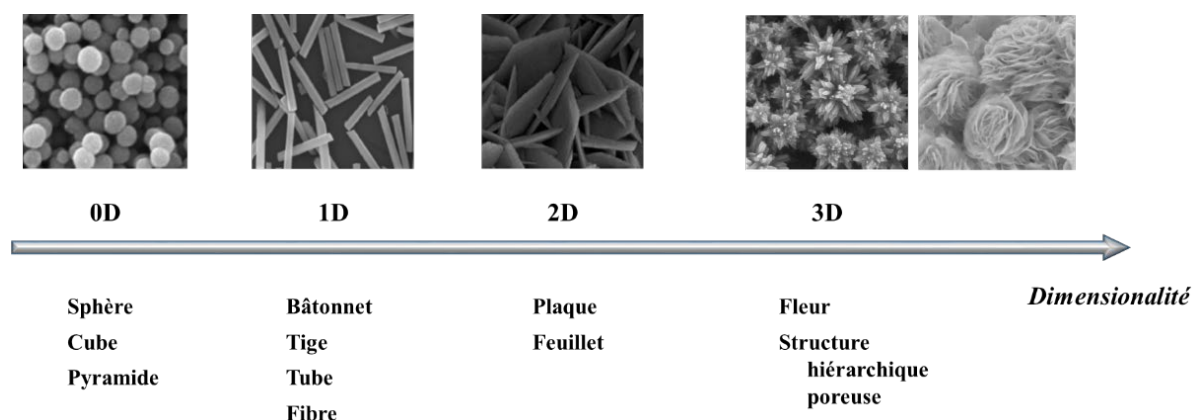 0D
1D
2D
3D
Dimensionalité
Sphère
Cube
Pyramide
Bâtonnet
Tige
Tube
Fibre
Plaque
Feuillet
Fleur
Structure
hiérarchique
poreuse